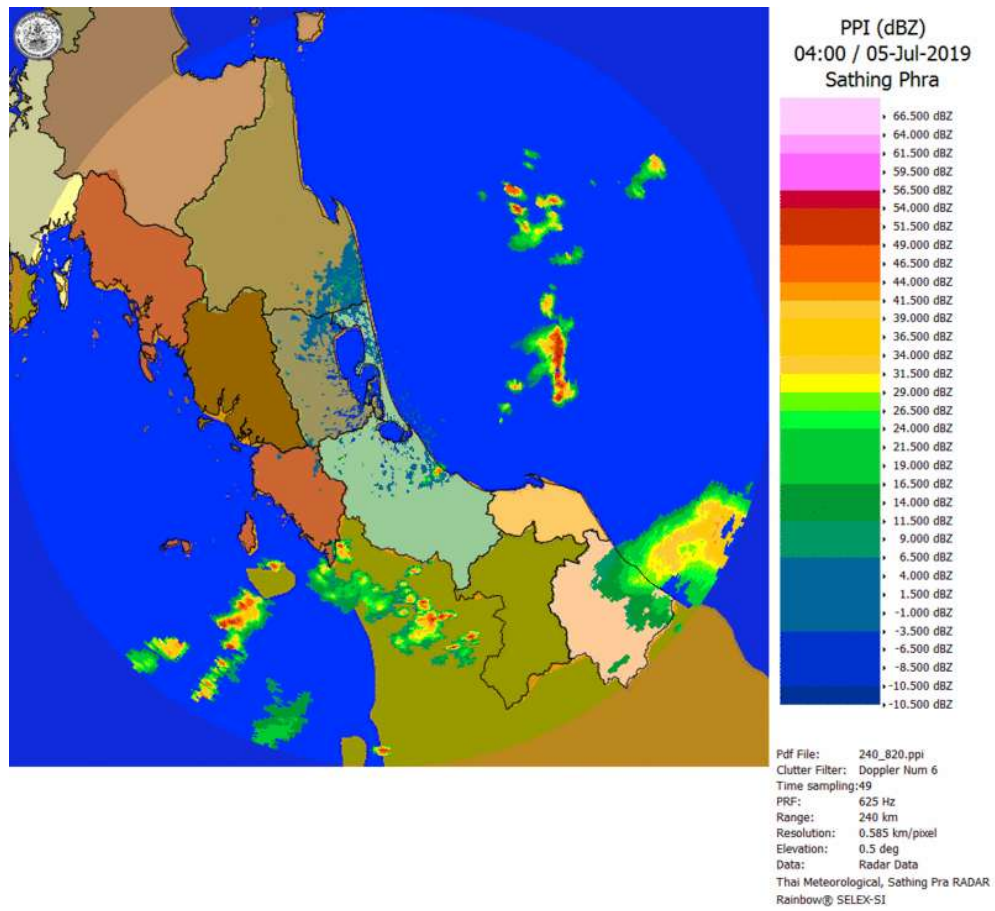 PPI (dBZ)
04:00 / 05-Jul-2019
Sathing Phra
66.500 dBZ
64.000 dBZ
61.500 dBZ
59.500 dBZ
56.500 dBZ
54.000 dBZ
51.500 dBZ
49.000 dBZ
46.500 dBZ
44.000 dBZ
41.500 dBZ
39.000 dBZ
36.500 dBZ
34.000 dBZ
31.500 dBZ
29.000 dBZ
26.500 dBZ
24.000 dBZ
21.500 dBZ
19.000 dBZ
16.500 dBZ
14.000 dBZ
11.500 dBZ
9.000 dBZ
6.500 dBZ
4.000 dBZ
1.500 dBZ
-1.000 dBZ
-3.500 dBZ
-6.500 dBZ
-8.500 dBZ
-10.500 dBZ
-10.500 dBZ
Pdf File: 240_820.ppi
Clutter Filter: Doppler Num 6
Time sampling:49
PRF: 625 Hz
Range: 240 km
Resolution: 0.585 km/pixel
Elevation: 0.5 deg
Data: Radar Data
Thai Meteorological, Sathing Pra RADAR
Rainbow® SELEX-SI